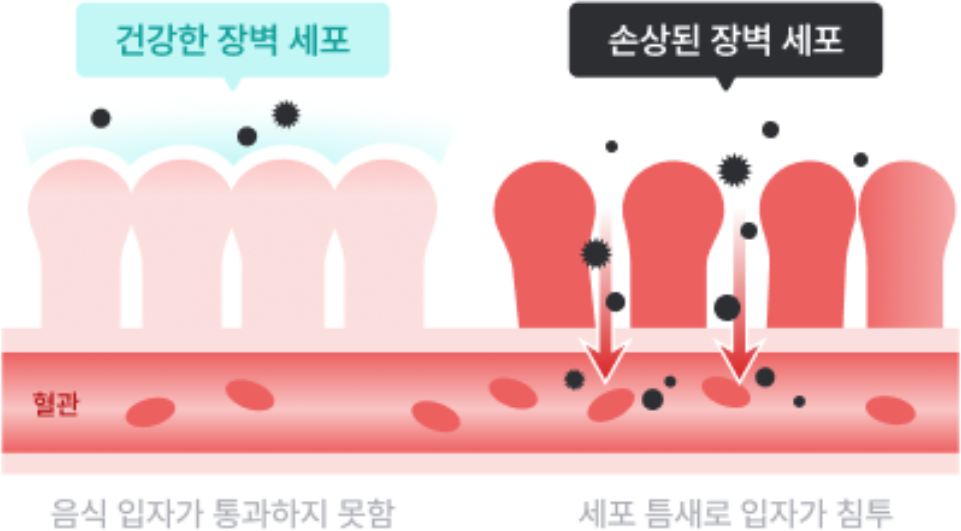 건강한 장벽 세포
손상된 장벽 세포
혈관
음식 입자가 통과하지 못함
세포 틈새로 입자가 침투